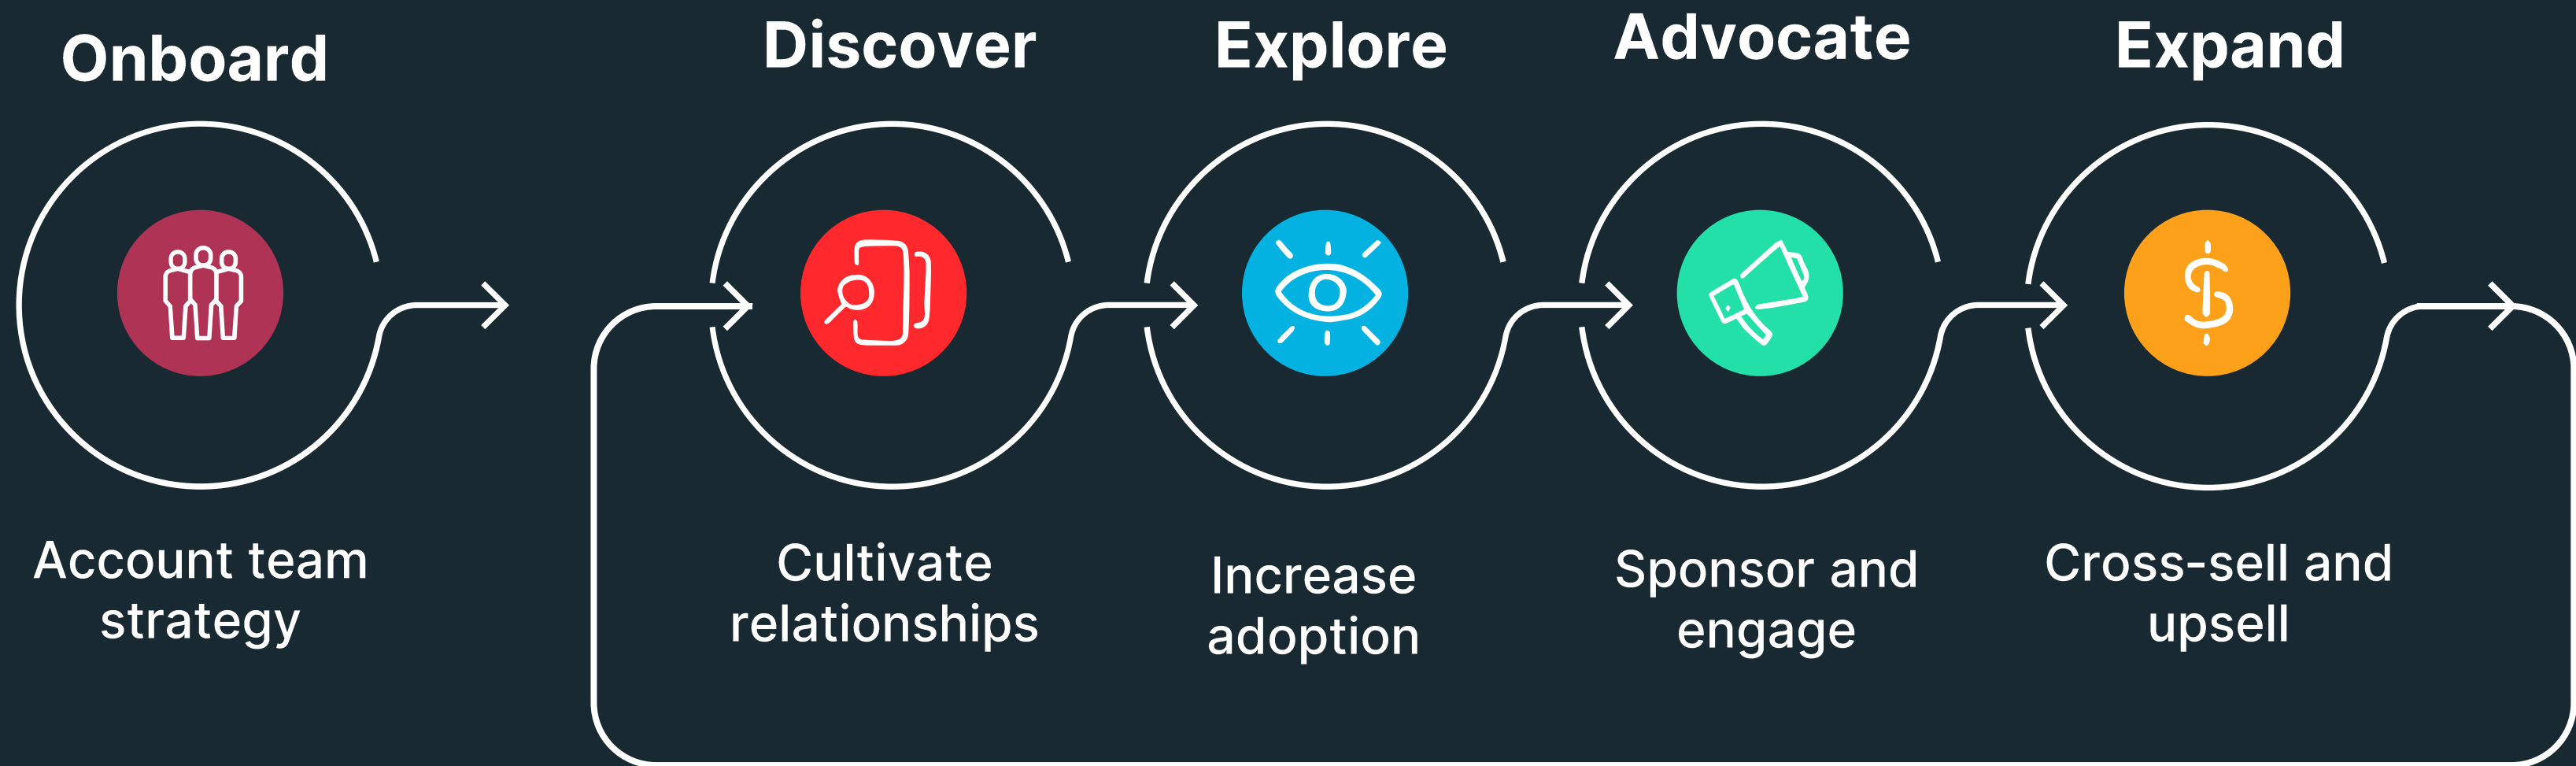 Onboard
Discover
Explore
Advocate
Expand
Account team
strategy
Cultivate
relationships
Increase
adoption
Sponsor and
engage
Cross-sell and
upsell